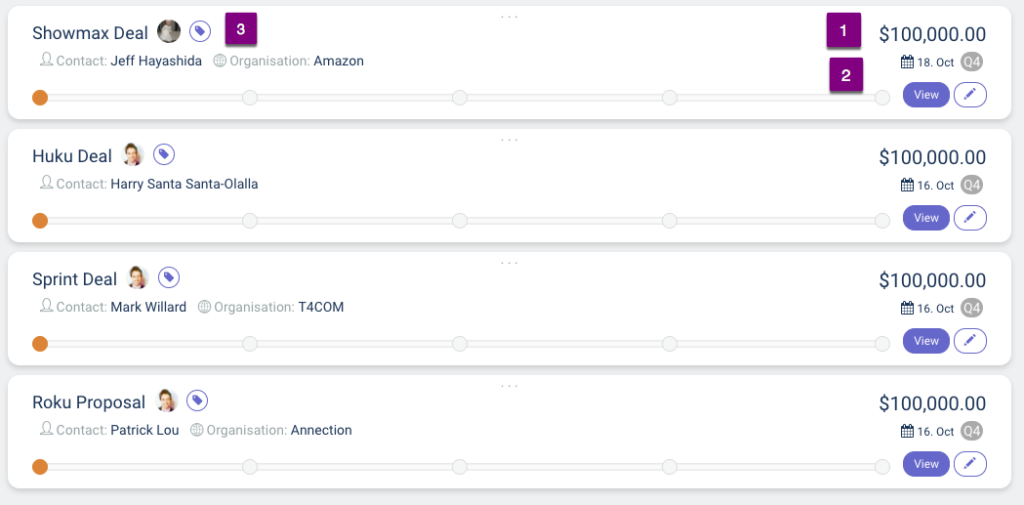 Showmax Deal 3 1 $100,000.00
Contact: Jeff Hayashida Organisation: Amazon 2 18. Oct Q4
View
Huku Deal $100,000.00
Contact: Harry Santa Santa-Olalla 16. Oct Q4
View
Sprint Deal $100,000.00
Contact: Mark Willard Organisation: T4COM 16. Oct Q4
View
Roku Proposal $100,000.00
Contact: Patrick Lou Organisation: Annection 16. Oct Q4
View